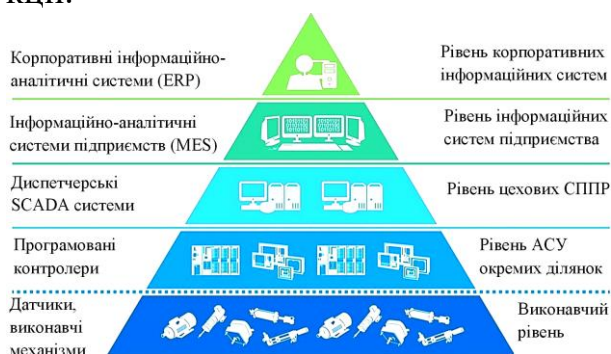 Корпоративні інформаційно-
аналітичні системи (ERP)
Рівень корпоративних
інформаційних систем
Інформаційно-аналітичні
системи підприємств (MES)
Рівень інформаційних
систем підприємства
Диспетчерські
SCADA системи
Рівень цехових СППР
Програмовані
контролери
Рівень АСУ
окремих ділянок
Датчики,
виконавчі
механізми
Виконавчий
рівень